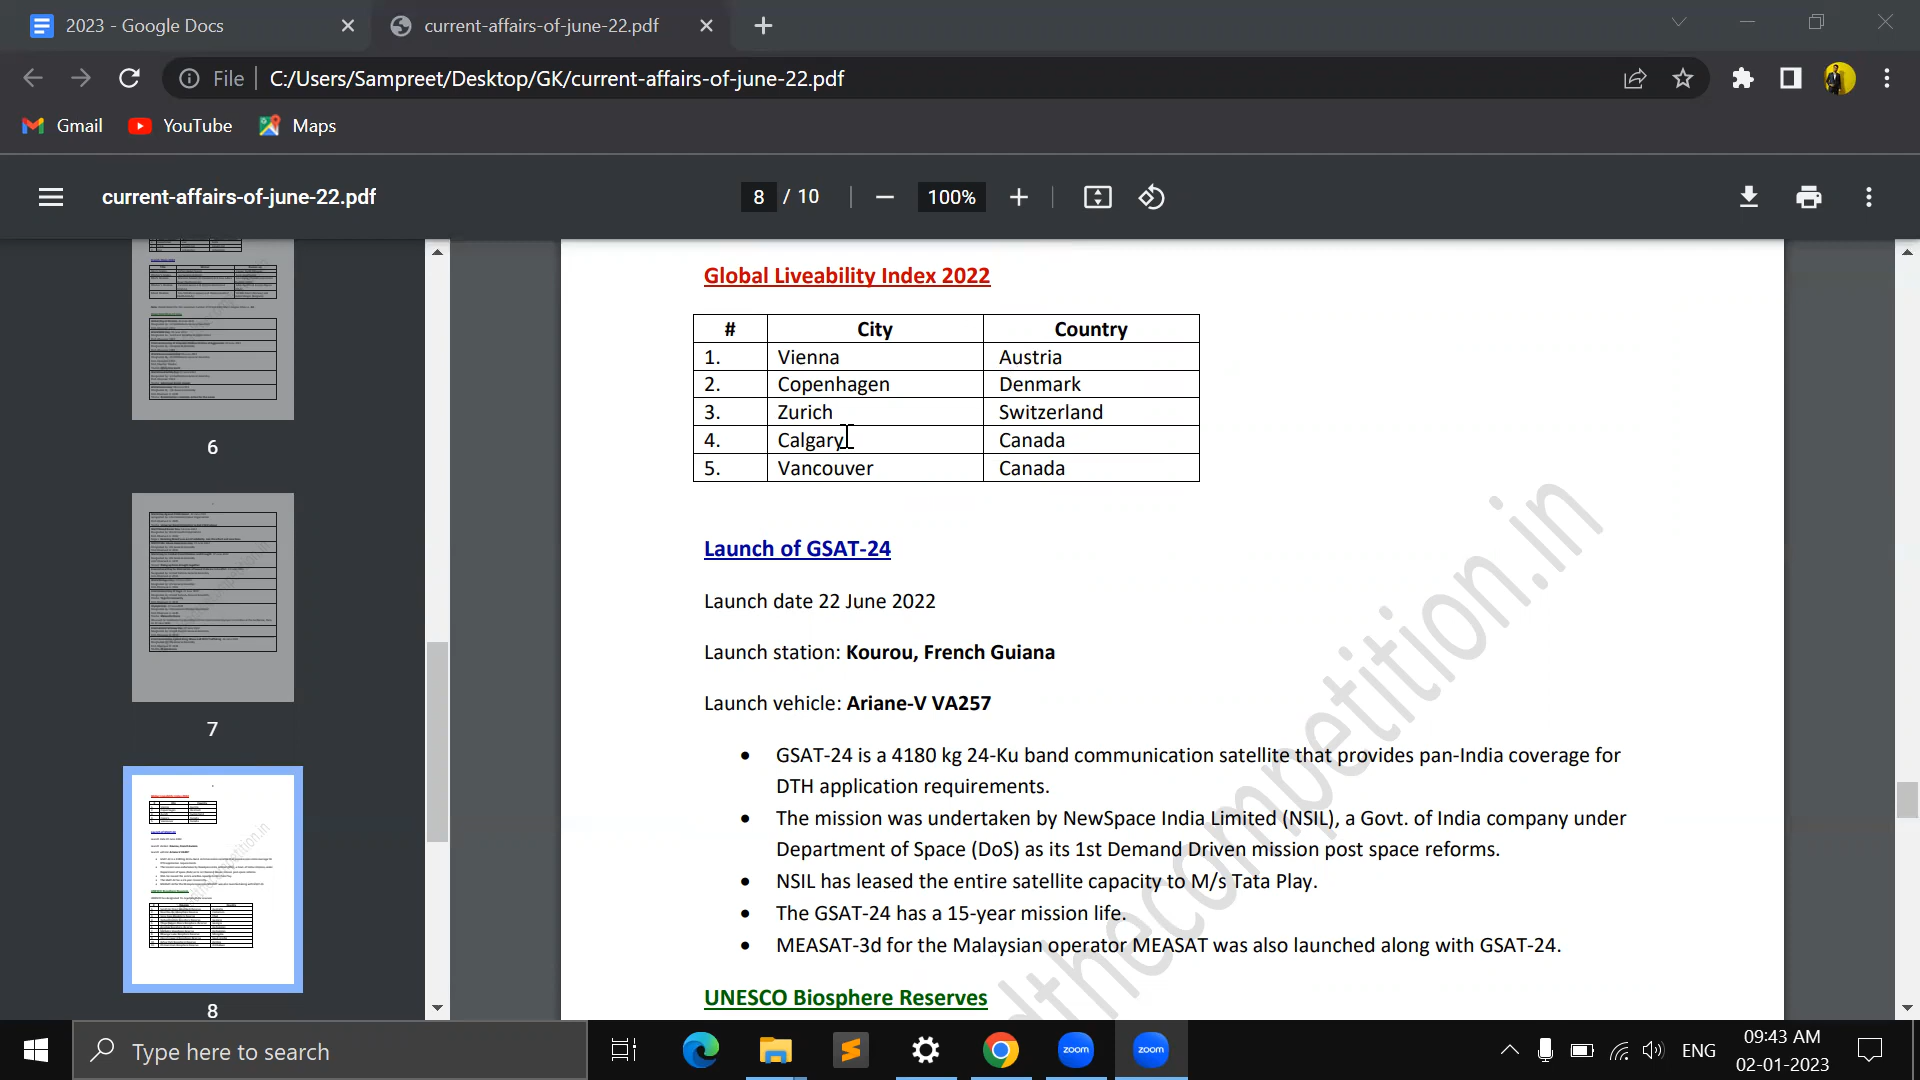 2023 - Google Docs
current-affairs-of-june-22.pdf
File
C:/Users/Sampreet/Desktop/GK/current-affairs-of-june-22.pdf
Gmail
YouTube
Maps
current-affairs-of-june-22.pdf
8 / 10
100%
6
7
8
Global Liveability Index 2022
# City Country
1. Vienna Austria
2. Copenhagen Denmark
3. Zurich Switzerland
4. Calgary Canada
5. Vancouver Canada
Launch of GSAT-24
Launch date 22 June 2022
Launch station: Kourou, French Guiana
Launch vehicle: Ariane-V VA257
• GSAT-24 is a 4180 kg 24-Ku band communication satellite that provides pan-India coverage for
DTH application requirements.
• The mission was undertaken by NewSpace India Limited (NSIL), a Govt. of India company under
Department of Space (DoS) as its 1st Demand Driven mission post space reforms.
• NSIL has leased the entire satellite capacity to M/s Tata Play.
• The GSAT-24 has a 15-year mission life.
• MEASAT-3d for the Malaysian operator MEASAT was also launched along with GSAT-24.
UNESCO Biosphere Reserves
dthecompetition.in
Type here to search
zoom
zoom
ENG
09:43 AM
02-01-2023